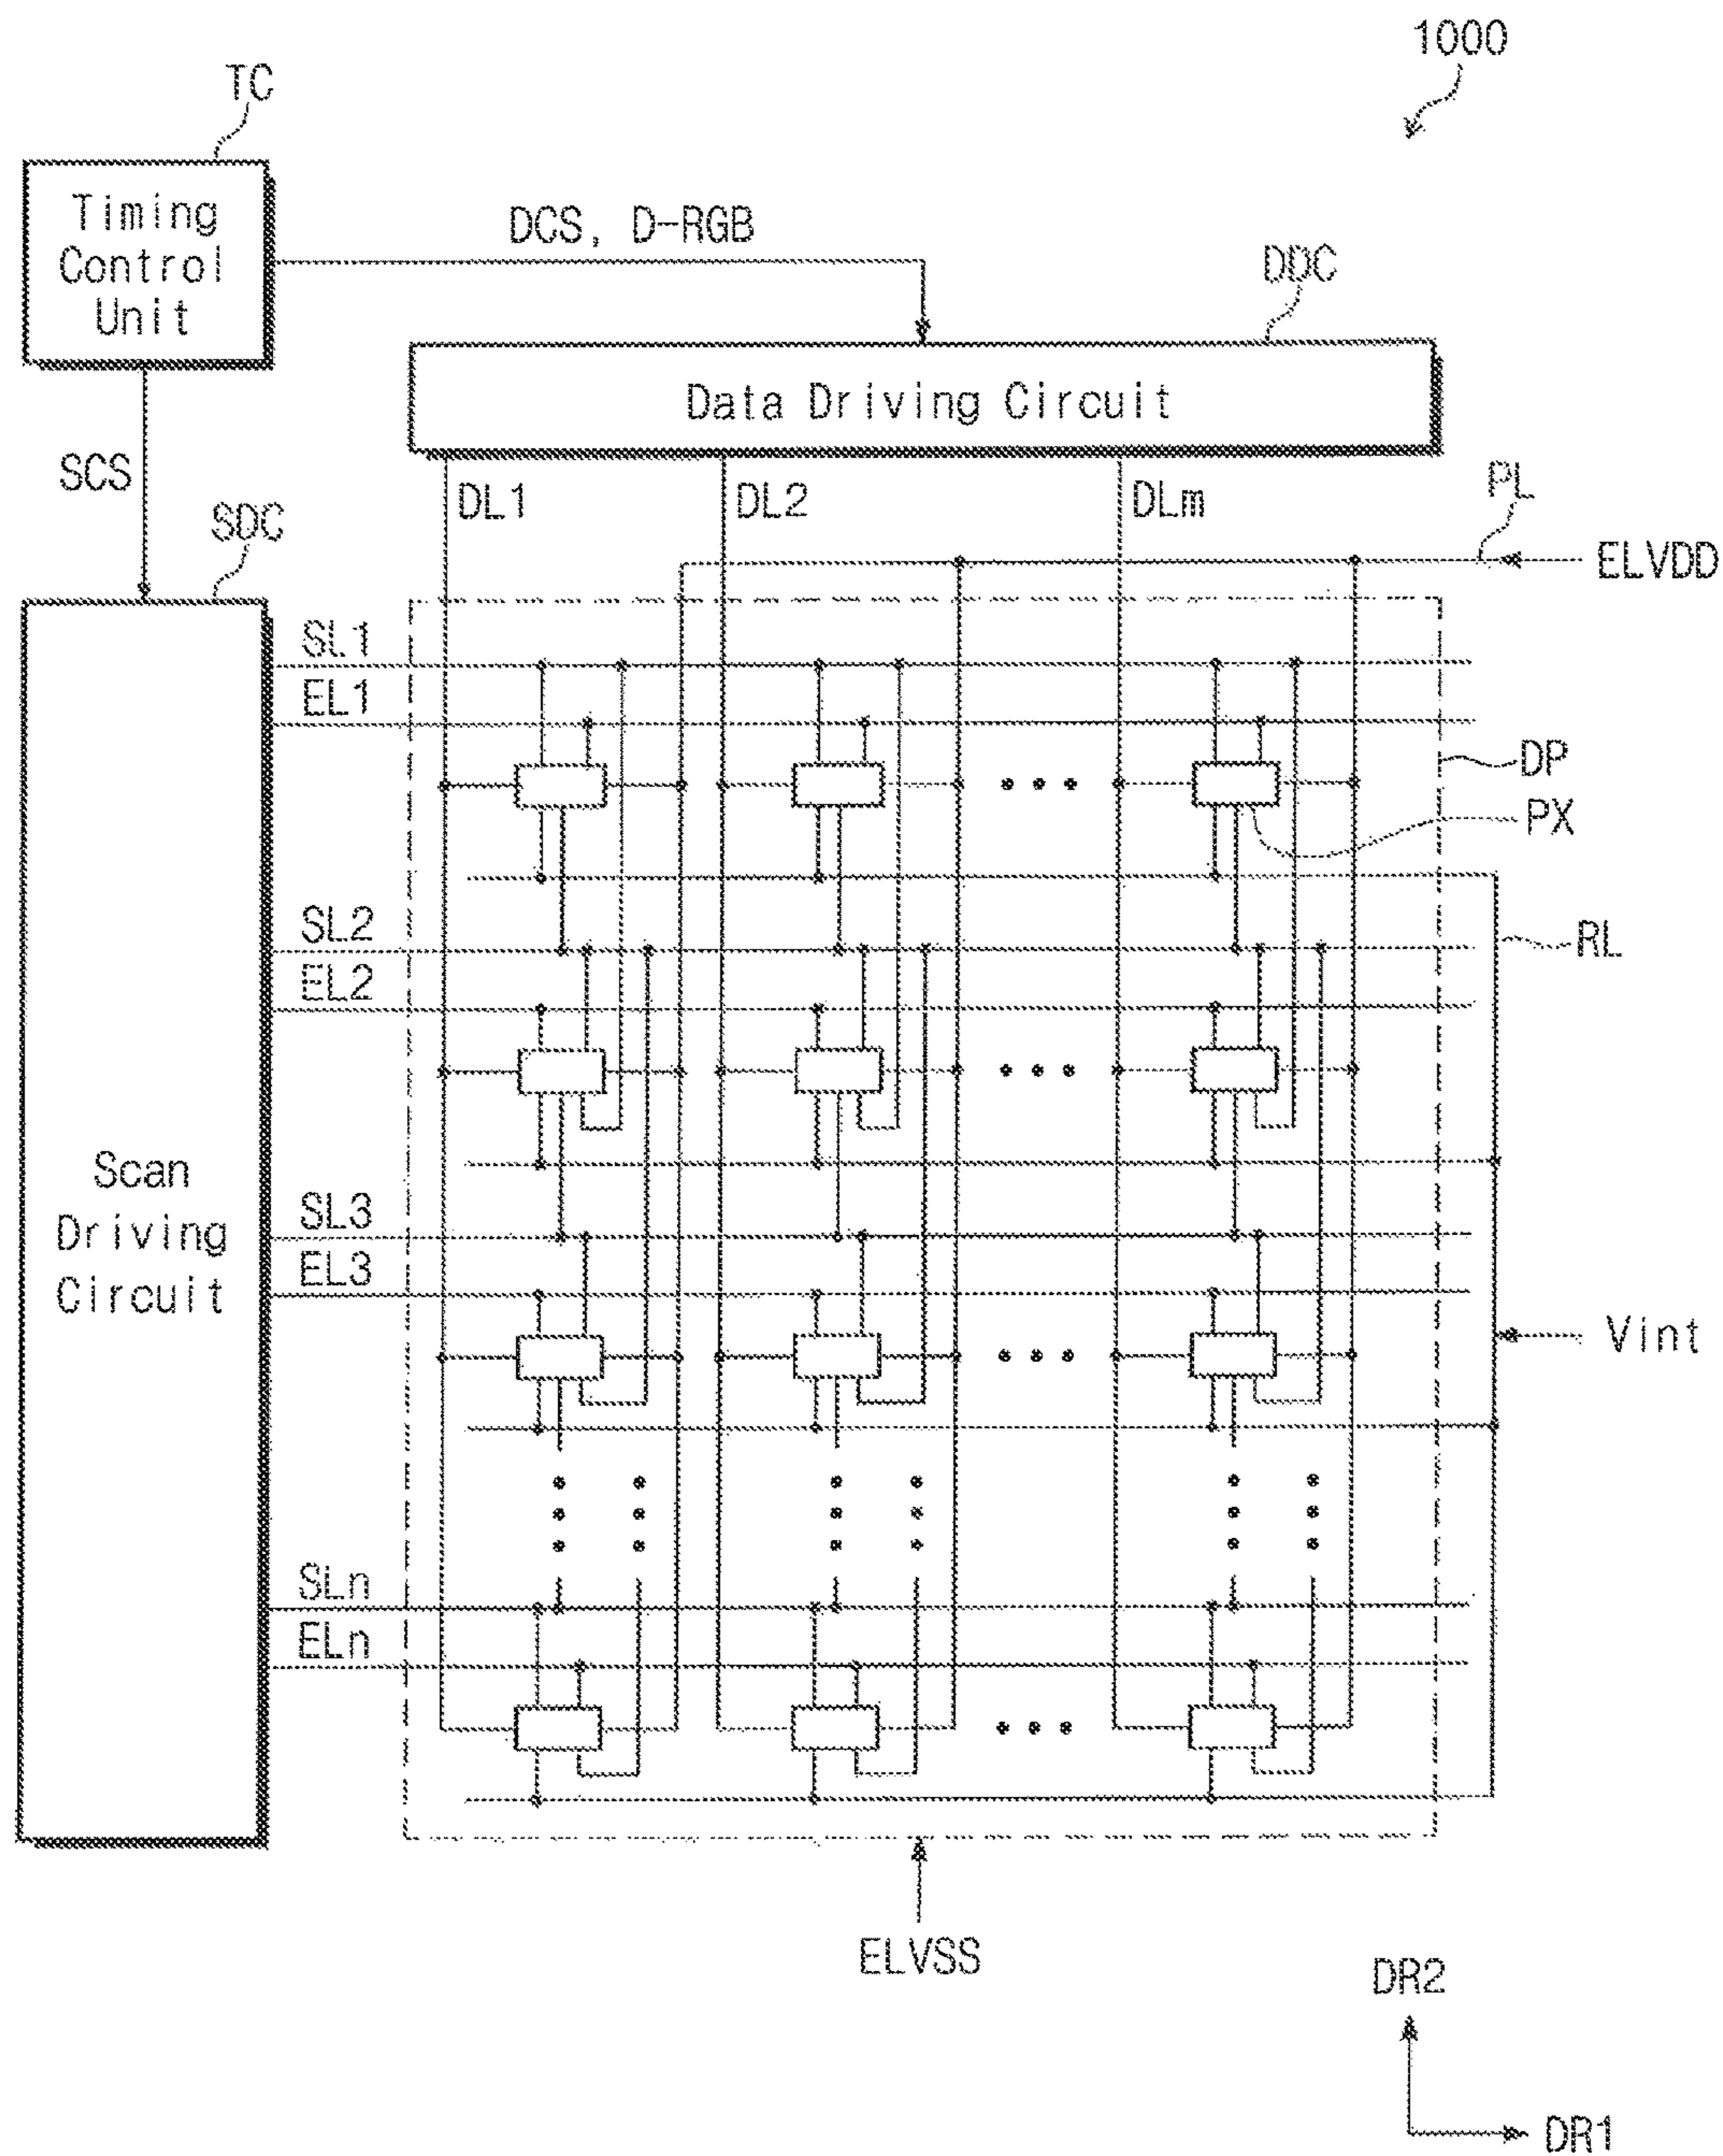 1000
TC
Timing
Control
Unit
DCS, D-RGB
DDC
Data Driving Circuit
SCS
SDC
DL1
DL2
DLm
PL
ELVDD
SL1
EL1
DP
PX
SL2
RL
EL2
Scan
Driving
Circuit
SL3
EL3
Vint
SLn
ELn
ELVSS
DR2
DR1